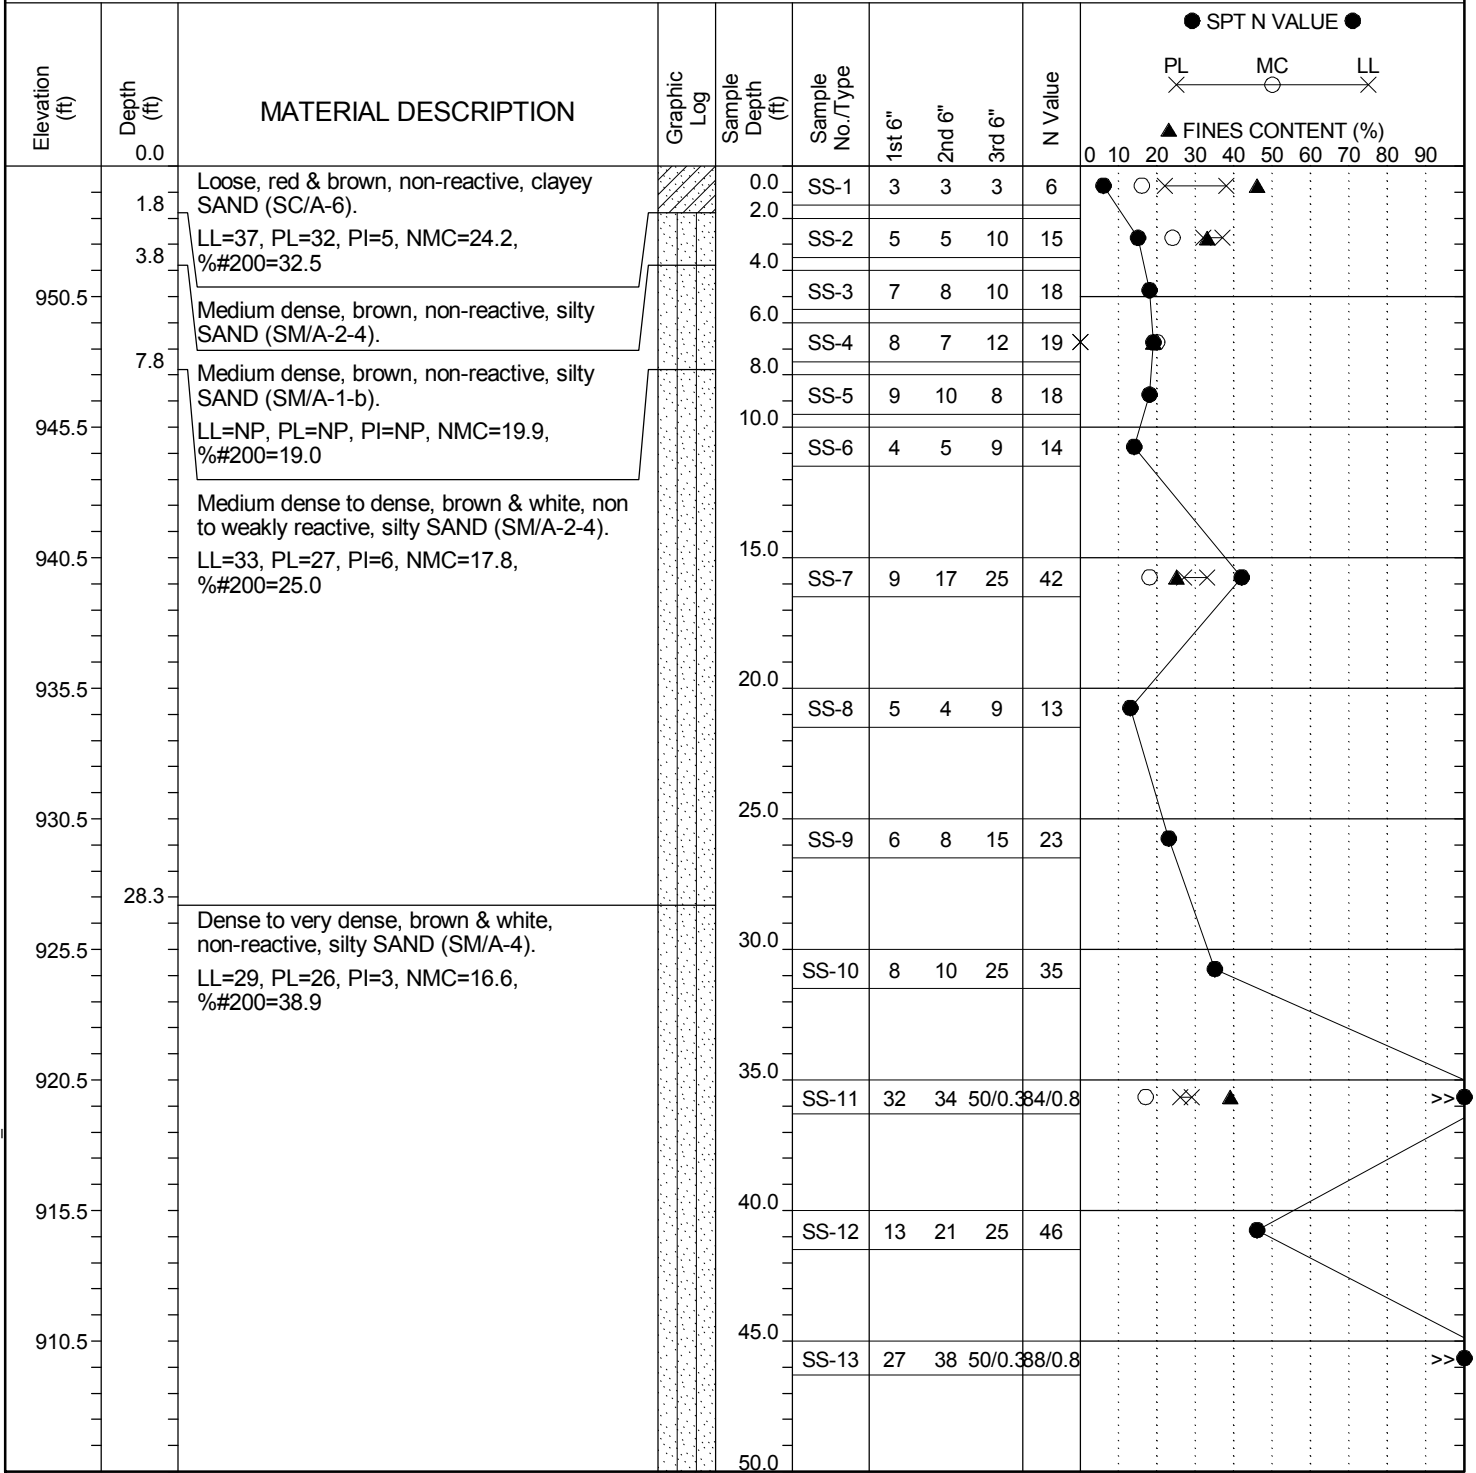 ● SPT N VALUE ●
PL MC LL
▲ FINES CONTENT (%)
Elevation (ft)
Depth (ft)
0.0
MATERIAL DESCRIPTION
Graphic Log
Sample Depth (ft)
Sample No./Type
1st 6"
2nd 6"
3rd 6"
N Value
0 10 20 30 40 50 60 70 80 90
Loose, red & brown, non-reactive, clayey
SAND (SC/A-6).
1.8
LL=37, PL=32, PI=5, NMC=24.2,
%#200=32.5
3.8
950.5
Medium dense, brown, non-reactive, silty
SAND (SM/A-2-4).
7.8
Medium dense, brown, non-reactive, silty
SAND (SM/A-1-b).
945.5
LL=NP, PL=NP, PI=NP, NMC=19.9,
%#200=19.0
Medium dense to dense, brown & white, non
to weakly reactive, silty SAND (SM/A-2-4).
940.5
LL=33, PL=27, PI=6, NMC=17.8,
%#200=25.0
935.5
930.5
28.3
Dense to very dense, brown & white,
non-reactive, silty SAND (SM/A-4).
925.5
LL=29, PL=26, PI=3, NMC=16.6,
%#200=38.9
920.5
915.5
910.5
0.0
SS-1 3 3 3 6
2.0
SS-2 5 5 10 15
4.0
SS-3 7 8 10 18
6.0
SS-4 8 7 12 19
8.0
SS-5 9 10 8 18
10.0
SS-6 4 5 9 14
15.0
SS-7 9 17 25 42
20.0
SS-8 5 4 9 13
25.0
SS-9 6 8 15 23
30.0
SS-10 8 10 25 35
35.0
SS-11 32 34 50/0.3 84/0.8 >>
40.0
SS-12 13 21 25 46
45.0
SS-13 27 38 50/0.3 88/0.8 >>
50.0